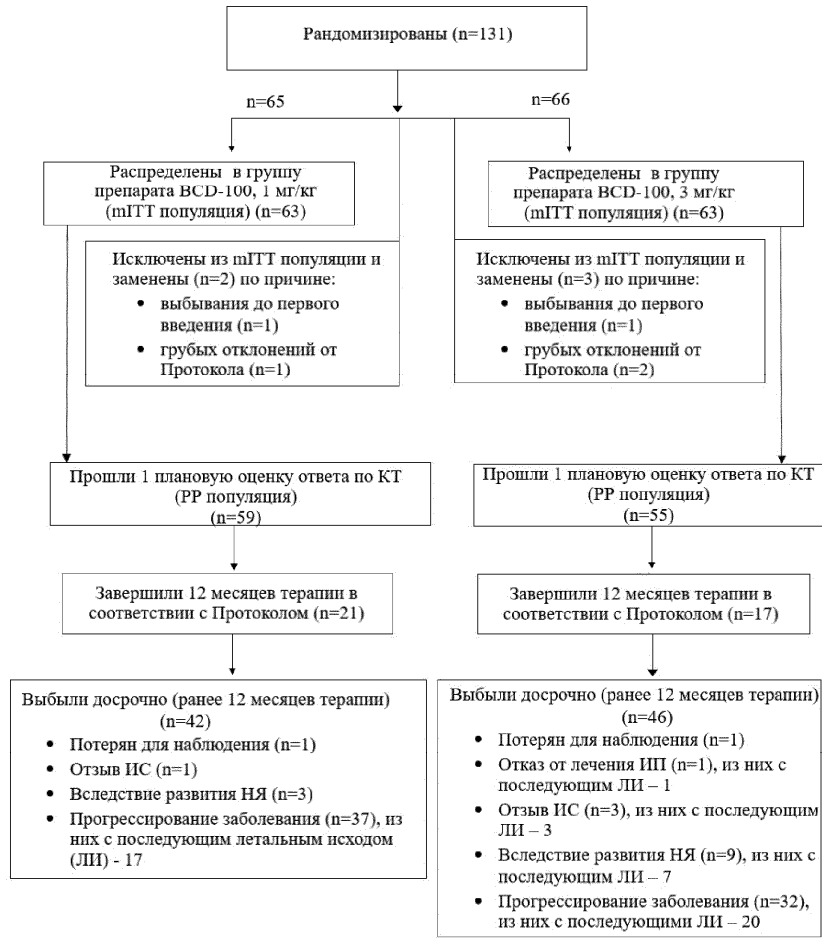 Рандомизированы (n=131)
n=65
n=66
Распределены в группу
препарата BCD-100, 1 мг/кг
(mITT популяция) (n=63)
Распределены в группу
препарата BCD-100, 3 мг/кг
(mITT популяция) (n=63)
Исключены из mITT популяции и
заменены (n=2) по причине:
• выбывания до первого
введения (n=1)
• грубых отклонений от
Протокола (n=1)
Исключены из mITT популяции и
заменены (n=3) по причине:
• выбывания до первого
введения (n=1)
• грубых отклонений от
Протокола (n=2)
Прошли 1 плановую оценку ответа по КТ
(PP популяция)
(n=59)
Прошли 1 плановую оценку ответа по КТ
(PP популяция)
(n=55)
Завершили 12 месяцев терапии в
соответствии с Протоколом (n=21)
Завершили 12 месяцев терапии в
соответствии с Протоколом (n=17)
Выбыли досрочно (ранее 12 месяцев терапии)
(n=42)
• Потерян для наблюдения (n=1)
• Отзыв ИС (n=1)
• Вследствие развития НЯ (n=3)
• Прогрессирование заболевания (n=37), из
них с последующим летальным исходом
(ЛИ) - 17
Выбыли досрочно (ранее 12 месяцев терапии)
(n=46)
• Потерян для наблюдения (n=1)
• Отказ от лечения ИП (n=1), из них с
последующим ЛИ – 1
• Отзыв ИС (n=3), из них с последующим
ЛИ – 3
• Вследствие развития НЯ (n=9), из них с
последующим ЛИ – 7
• Прогрессирование заболевания (n=32),
из них с последующими ЛИ – 20